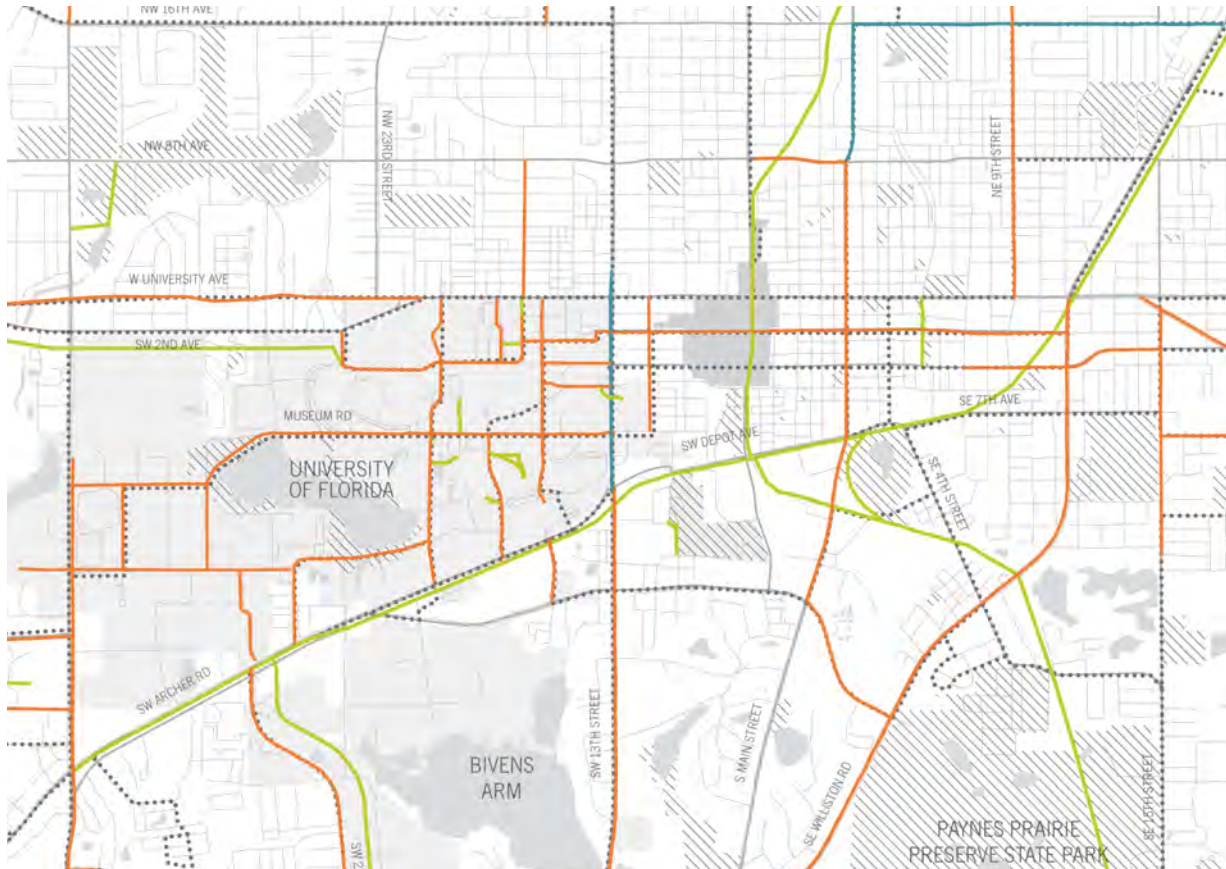 NW 16TH AVE
NW 23RD STREET
NE 9TH STREET
NW 8TH AVE
W UNIVERSITY AVE
SW 2ND AVE
MUSEUM RD
SE 7TH AVE
SW DEPOT AVE
UNIVERSITY
OF FLORIDA
SE 4TH STREET
SW ARCHER RD
SW 13TH STREET
S MAIN STREET
BIVENS
ARM
SE WILLISTON RD
SE 15TH STREET
PAYNES PRAIRIE
PRESERVE STATE PARK
SW 2